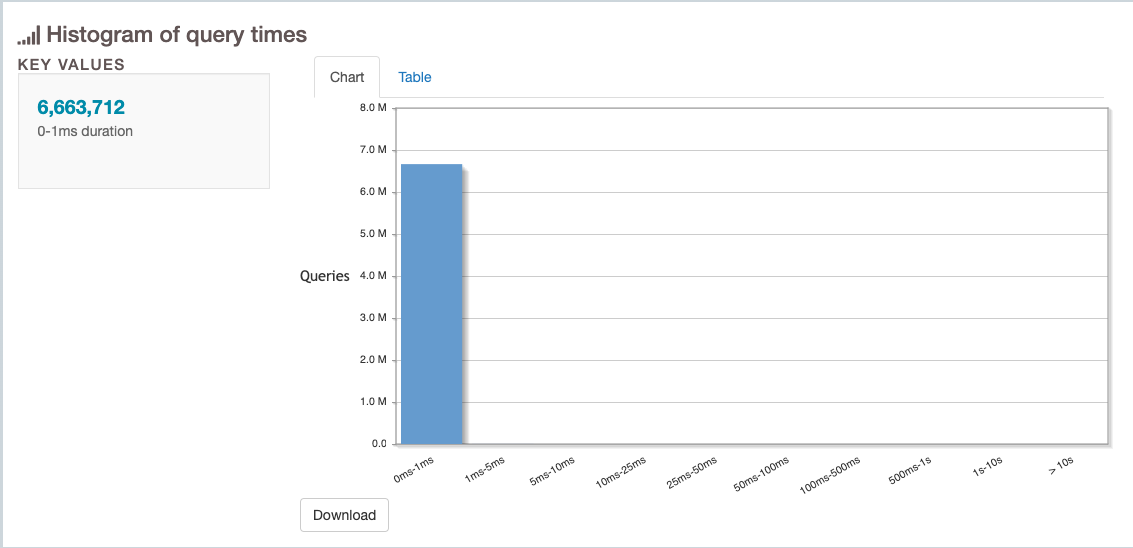 Histogram of query times
KEY VALUES
6,663,712
0-1ms duration
Chart
Table
8.0 M
7.0 M
6.0 M
5.0 M
4.0 M
3.0 M
2.0 M
1.0 M
0.0
Queries
0ms-1ms
1ms-5ms
5ms-10ms
10ms-25ms
25ms-50ms
50ms-100ms
100ms-500ms
500ms-1s
1s-10s
> 10s
Download